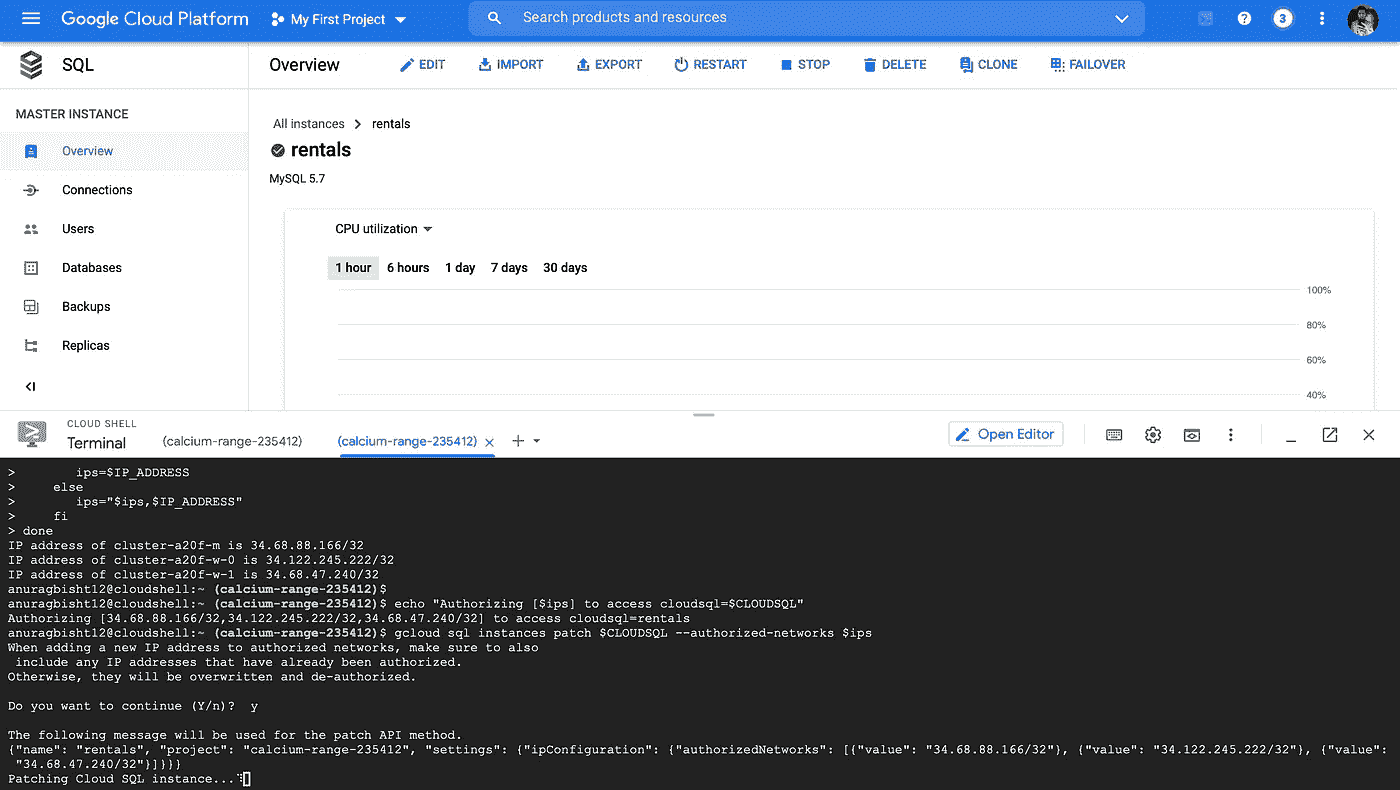 Google Cloud Platform
My First Project
Search products and resources
?
3
SQL
Overview
EDIT
IMPORT
EXPORT
RESTART
STOP
DELETE
CLONE
FAILOVER
MASTER INSTANCE
Overview
Connections
Users
Databases
Backups
Replicas
All instances > rentals
rentals
MySQL 5.7
CPU utilization
1 hour 6 hours 1 day 7 days 30 days
100%
80%
60%
40%
CLOUD SHELL
Terminal
(calcium-range-235412)
(calcium-range-235412)
Open Editor
>        ips=$IP_ADDRESS
>     else
>        ips="$ips,$IP_ADDRESS"
>     fi
> done
IP address of cluster-a20f-m is 34.68.88.166/32
IP address of cluster-a20f-w-0 is 34.122.245.222/32
IP address of cluster-a20f-w-1 is 34.68.47.240/32
anuragbisht12@cloudshell:~ (calcium-range-235412)$
anuragbisht12@cloudshell:~ (calcium-range-235412)$ echo "Authorizing [$ips] to access cloudsql=$CLOUDSQL"
Authorizing [34.68.88.166/32,34.122.245.222/32,34.68.47.240/32] to access cloudsql=rentals
anuragbisht12@cloudshell:~ (calcium-range-235412)$ gcloud sql instances patch $CLOUDSQL --authorized-networks $ips
When adding a new IP address to authorized networks, make sure to also
 include any IP addresses that have already been authorized.
Otherwise, they will be overwritten and de-authorized.
Do you want to continue (Y/n)?  y
The following message will be used for the patch API method.
{"name": "rentals", "project": "calcium-range-235412", "settings": {"ipConfiguration": {"authorizedNetworks": [{"value": "34.68.88.166/32"}, {"value": "34.122.245.222/32"}, {"value":
 "34.68.47.240/32"}]}}}
Patching Cloud SQL instance...